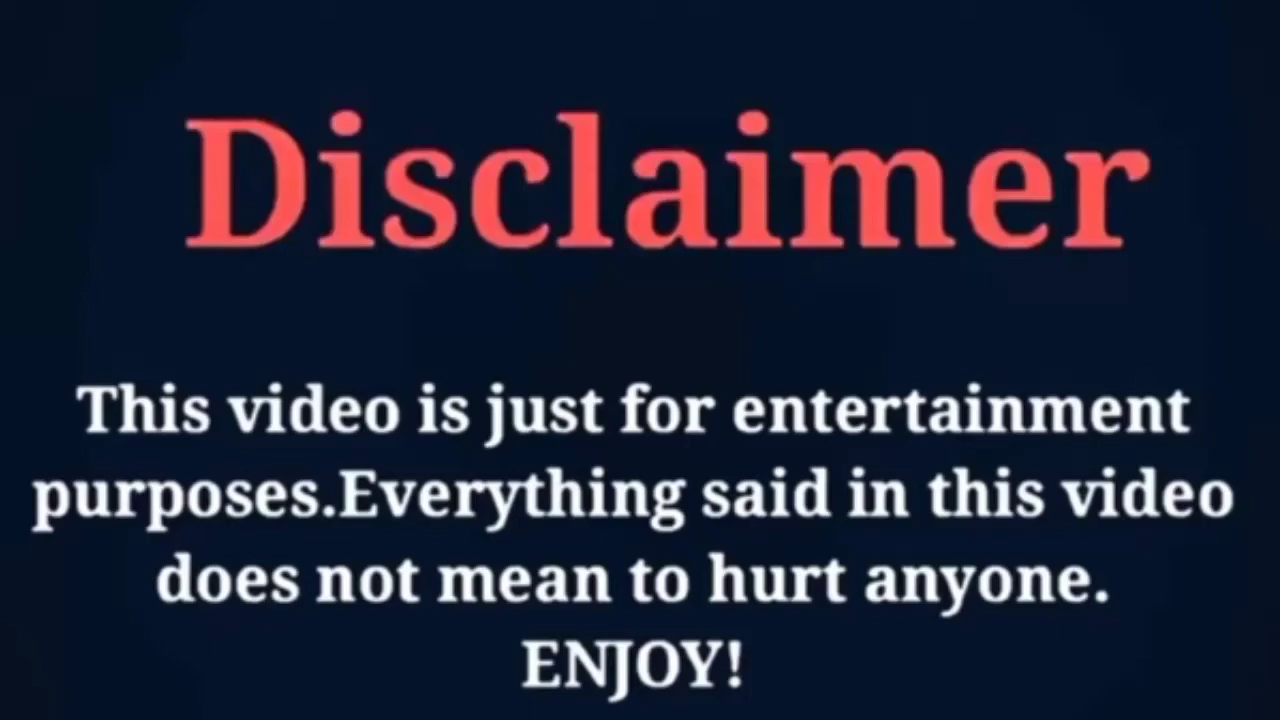 Disclaimer
This video is just for entertainment
purposes.Everything said in this video
does not mean to hurt anyone.
ENJOY!